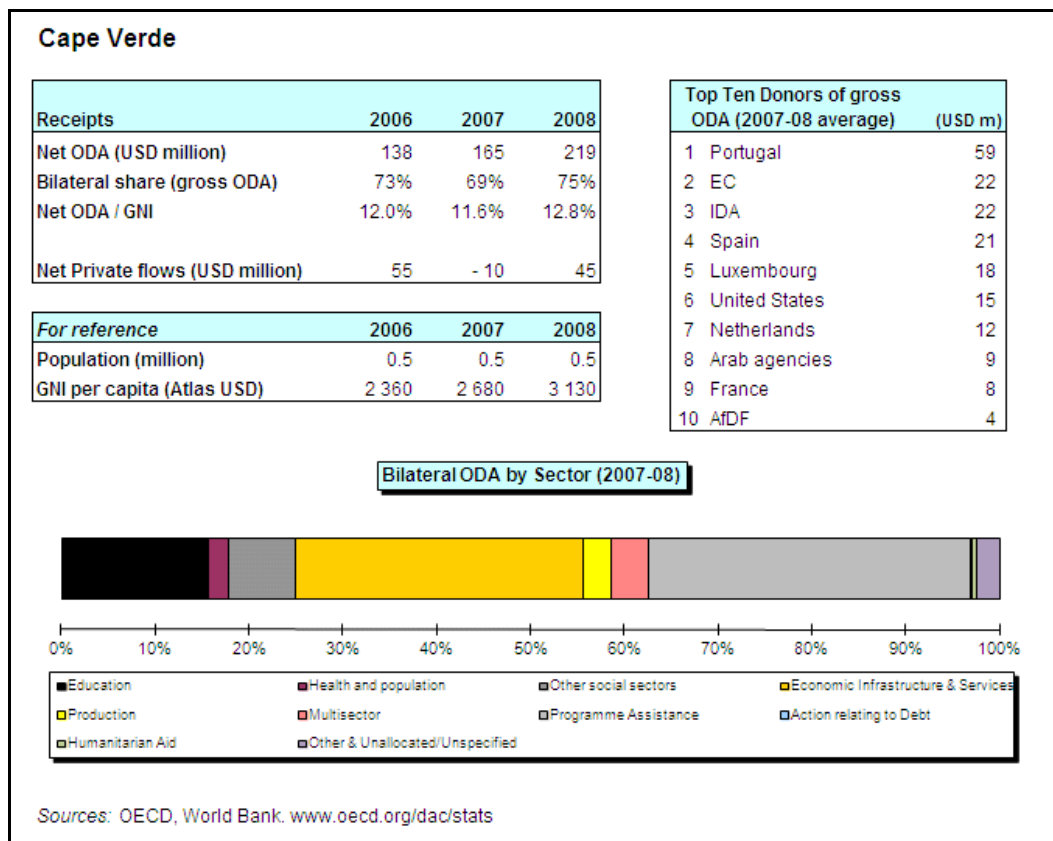 Cape Verde
Receipts 2006 2007 2008
Net ODA (USD million) 138 165 219
Bilateral share (gross ODA) 73% 69% 75%
Net ODA / GNI 12.0% 11.6% 12.8%
Net Private flows (USD million) 55 - 10 45
For reference 2006 2007 2008
Population (million) 0.5 0.5 0.5
GNI per capita (Atlas USD) 2 360 2 680 3 130
Top Ten Donors of gross
ODA (2007-08 average) (USD m)
1 Portugal 59
2 EC 22
3 IDA 22
4 Spain 21
5 Luxembourg 18
6 United States 15
7 Netherlands 12
8 Arab agencies 9
9 France 8
10 AfDF 4
Bilateral ODA by Sector (2007-08)
0% 10% 20% 30% 40% 50% 60% 70% 80% 90% 100%
Education Health and population Other social sectors Economic Infrastructure & Services
Production Multisector Programme Assistance Action relating to Debt
Humanitarian Aid Other & Unallocated/Unspecified
Sources: OECD, World Bank. www.oecd.org/dac/stats